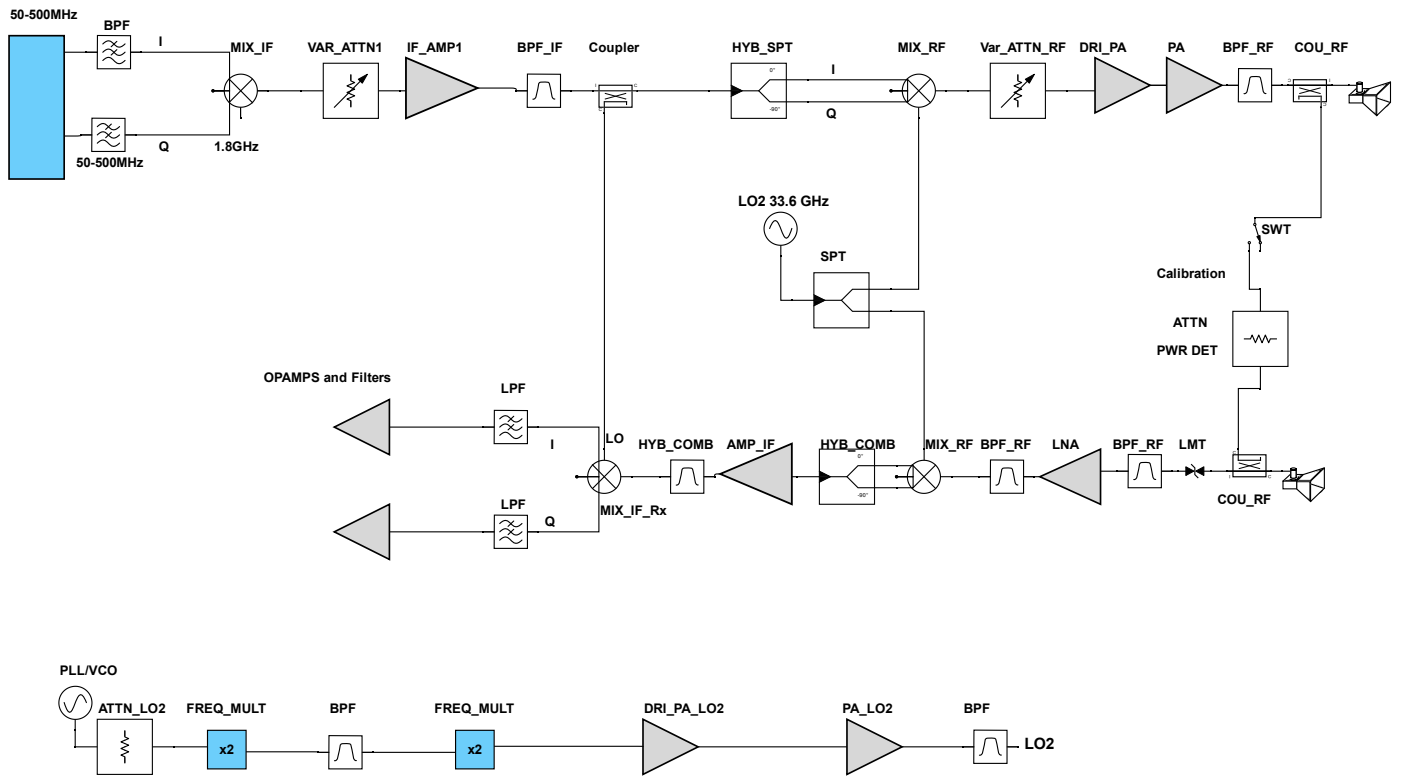 50-500MHz
BPF
I
MIX_IF
VAR_ATTN1
IF_AMP1
BPF_IF
Coupler
HYB_SPT
MIX_RF
Var_ATTN_RF
DRI_PA
PA
BPF_RF
COU_RF
0°
-90°
I
Q
Q
50-500MHz
1.8GHz
LO2 33.6 GHz
SPT
SWT
Calibration
ATTN
PWR DET
OPAMPS and Filters
LPF
I
LO
HYB_COMB
AMP_IF
HYB_COMB
MIX_RF
BPF_RF
LNA
BPF_RF
LMT
0°
-90°
COU_RF
LPF
Q
MIX_IF_Rx
PLL/VCO
ATTN_LO2
FREQ_MULT
BPF
FREQ_MULT
DRI_PA_LO2
PA_LO2
BPF
x2
x2
LO2